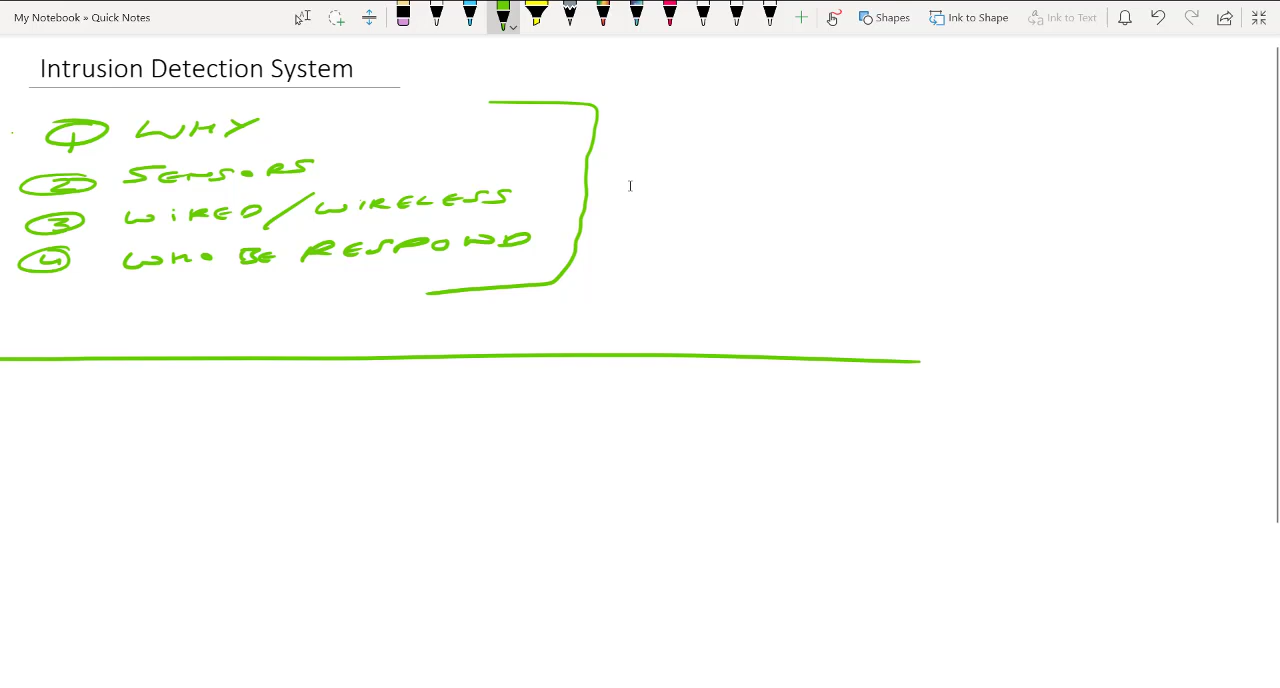 My Notebook » Quick Notes
Shapes
Ink to Shape
Ink to Text
Intrusion Detection System
1 WHY
2 SENSORS
3 WIRED/WIRELESS
4 WHO BE RESPOND